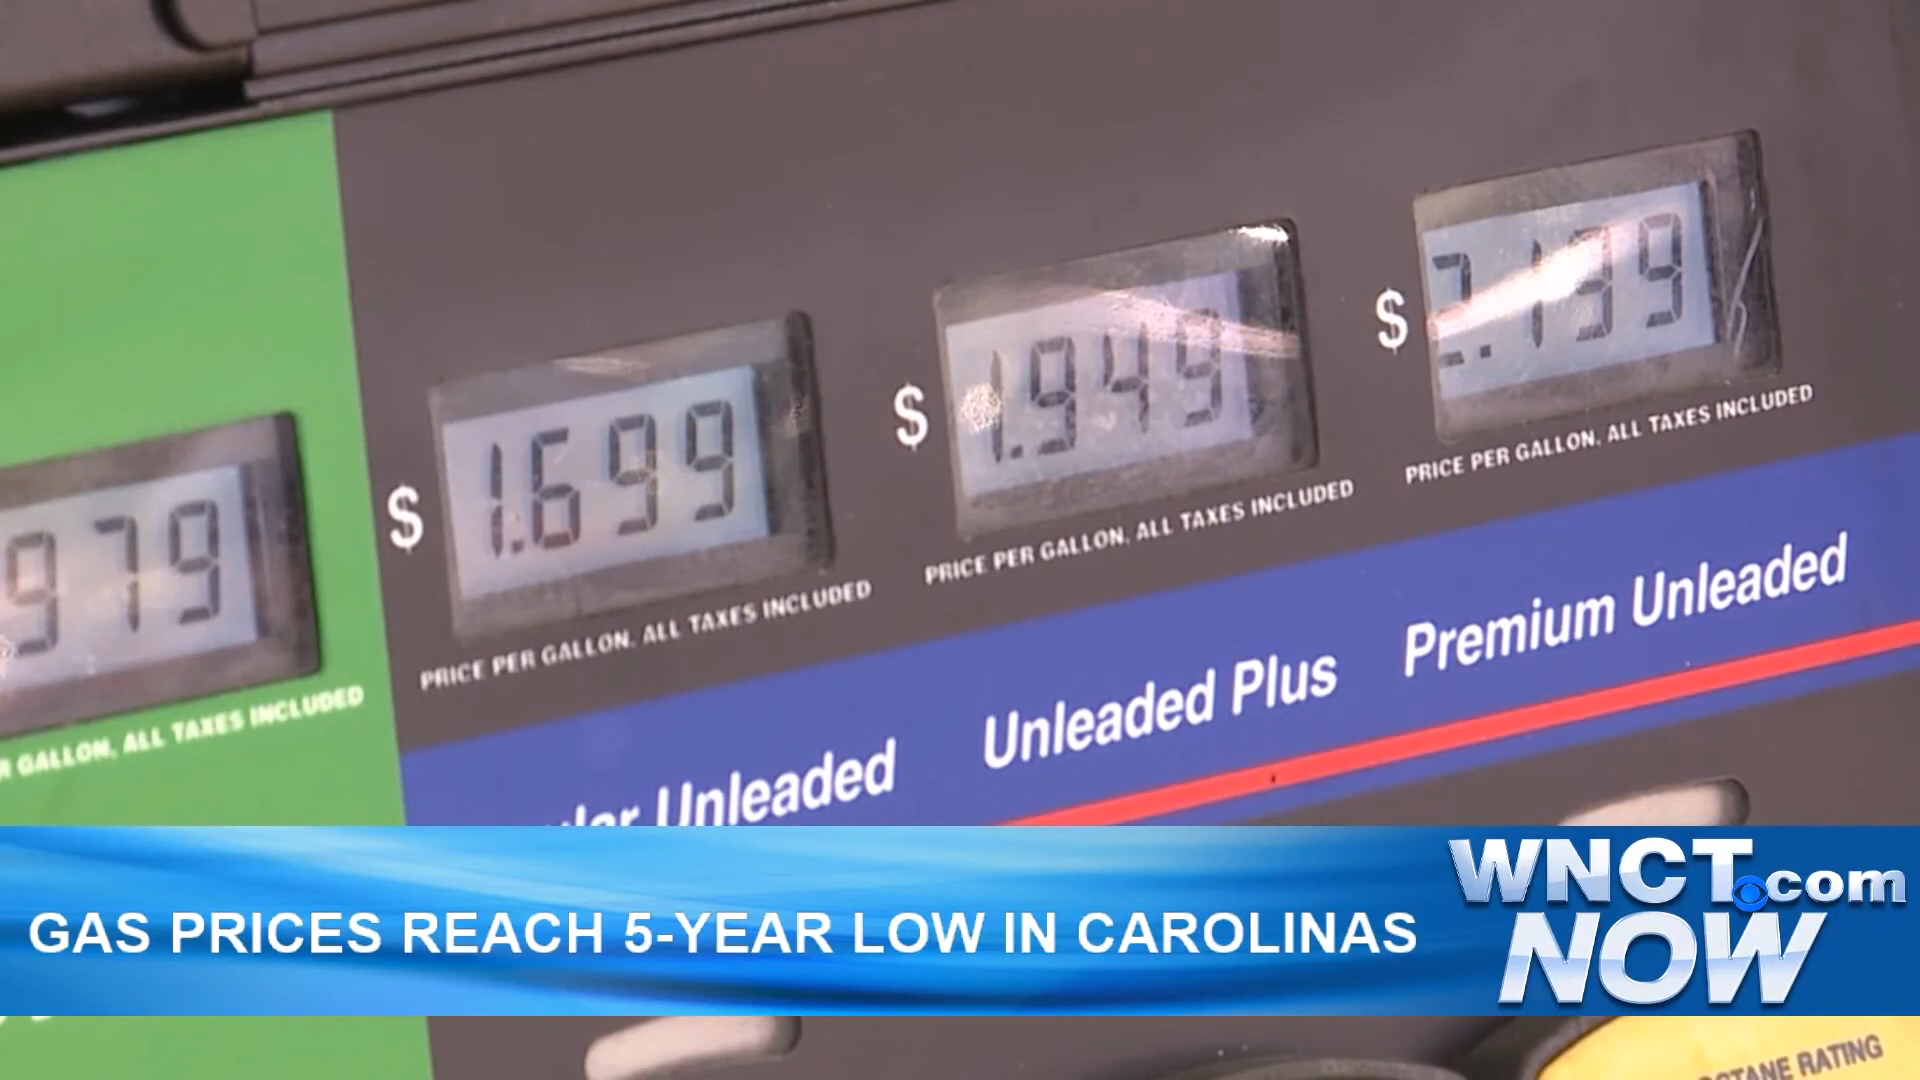 979
R GALLON, ALL TAXES INCLUDED
$ 1.699
PRICE PER GALLON, ALL TAXES INCLUDED
Unleaded
$ 1.949
PRICE PER GALLON, ALL TAXES INCLUDED
Unleaded Plus
$ 2.199
PRICE PER GALLON, ALL TAXES INCLUDED
Premium Unleaded
GAS PRICES REACH 5-YEAR LOW IN CAROLINAS
WNCT.com
NOW
RATING